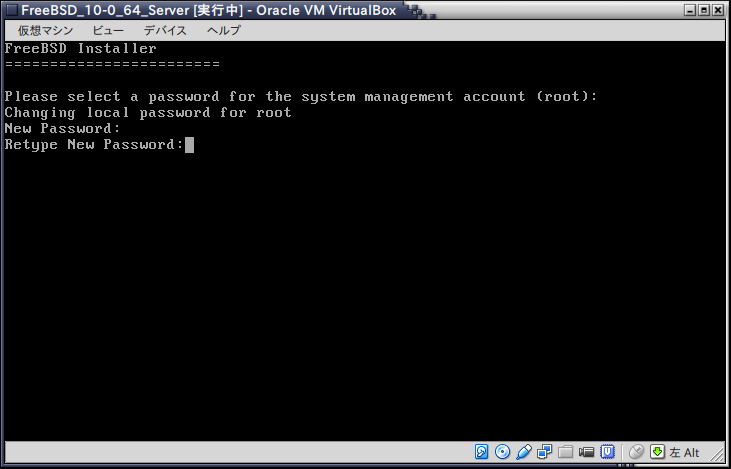 FreeBSD_10-0_64_Server [実行中] - Oracle VM VirtualBox
仮想マシン ビュー デバイス ヘルプ
FreeBSD Installer
========================
Please select a password for the system management account (root):
Changing local password for root
New Password:
Retype New Password:
左 Alt